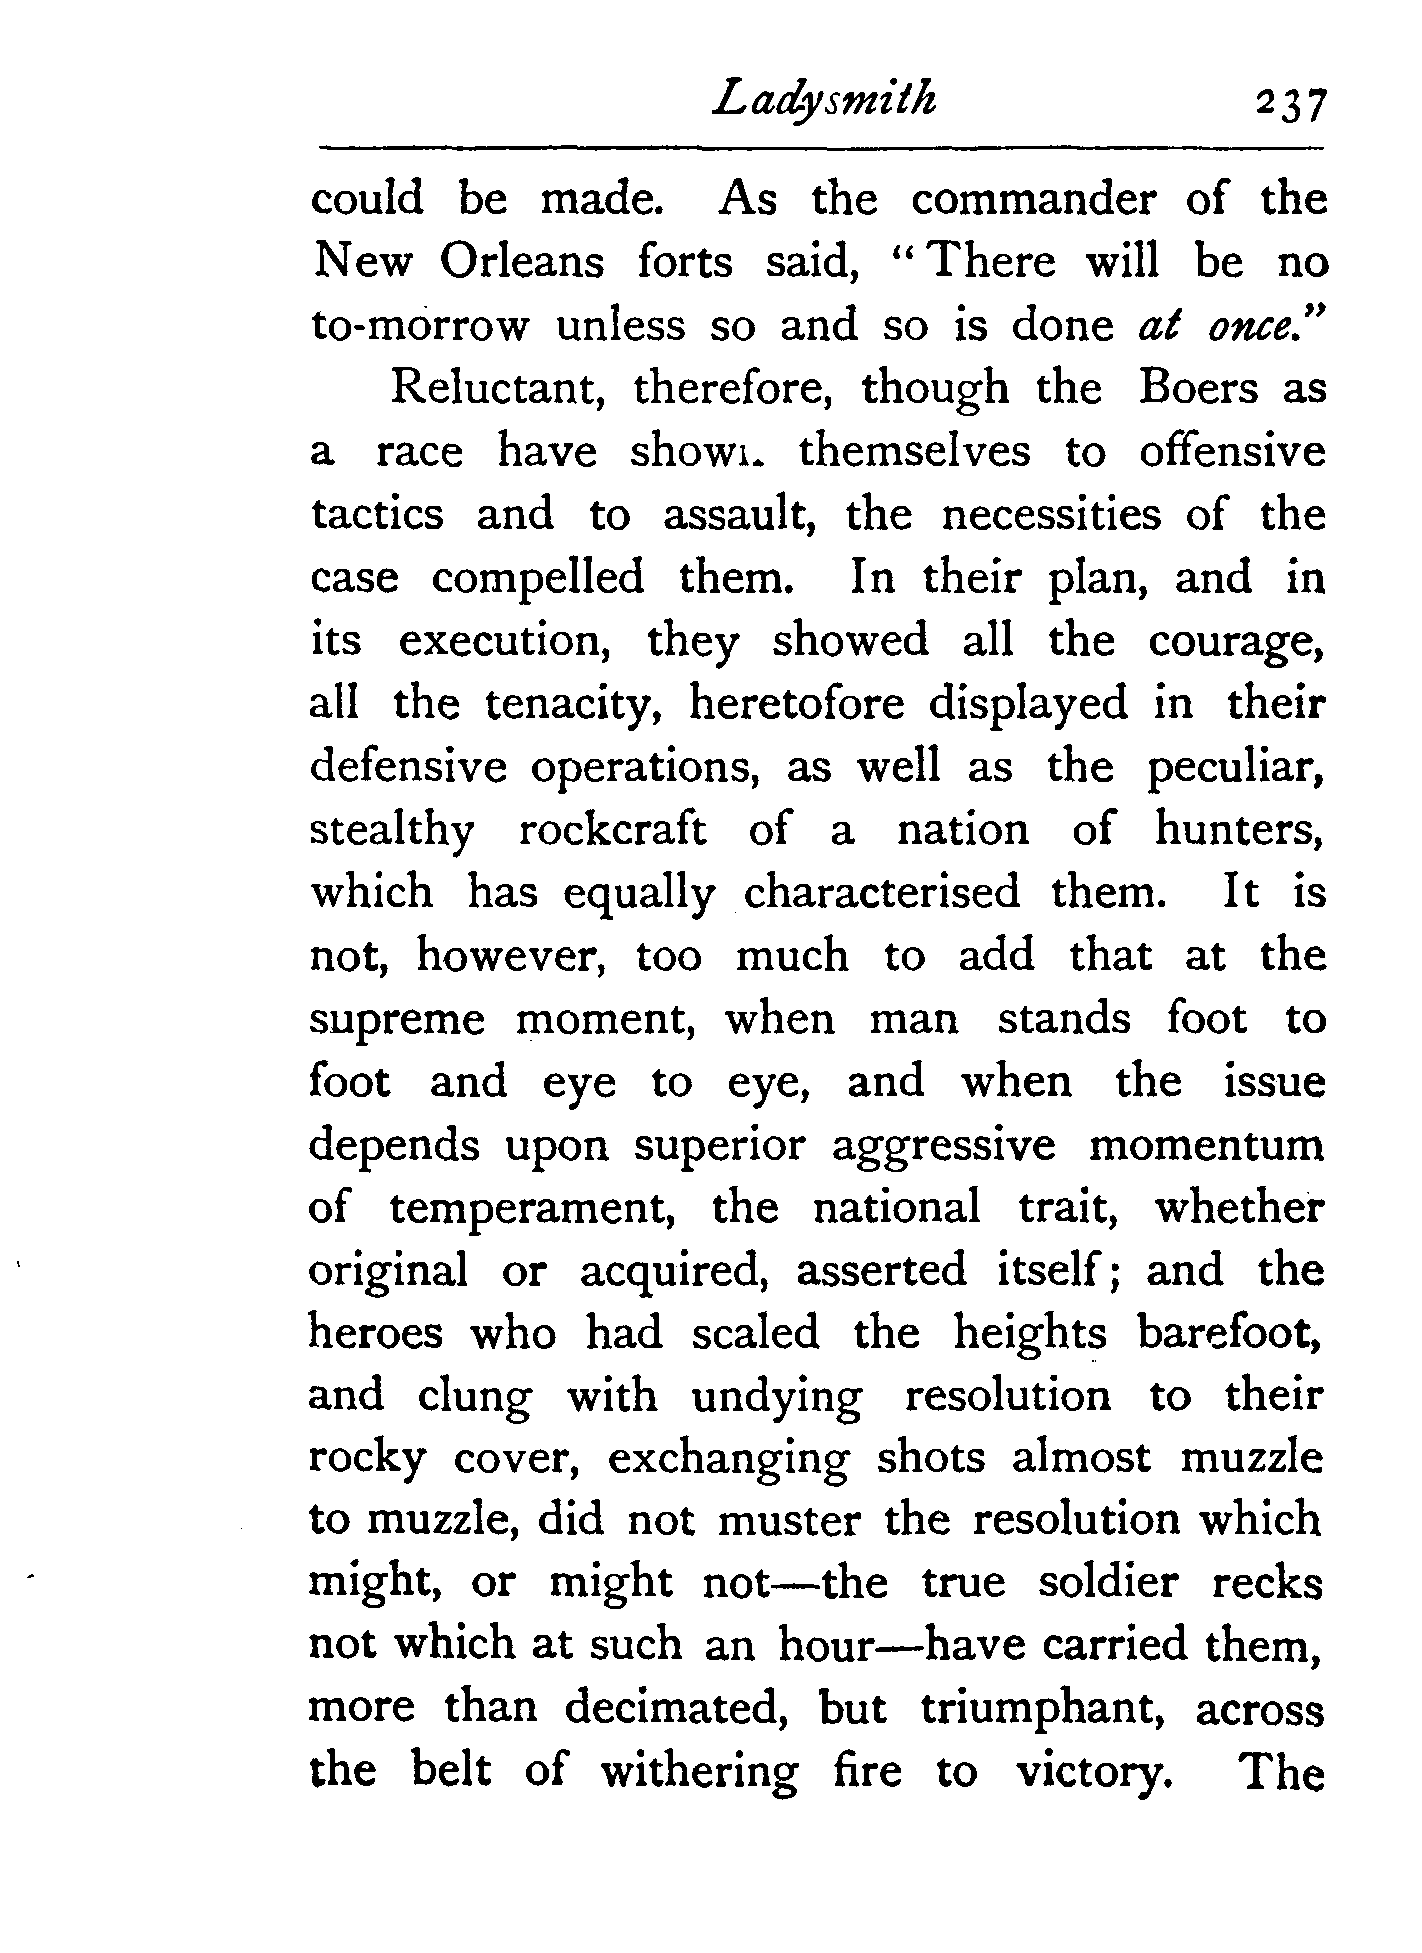 Ladysmith 237
could be made. As the commander of the
New Orleans forts said, “There will be no
to-morrow unless so and so is done at once.”
Reluctant, therefore, though the Boers as
a race have shown themselves to offensive
tactics and to assault, the necessities of the
case compelled them. In their plan, and in
its execution, they showed all the courage,
all the tenacity, heretofore displayed in their
defensive operations, as well as the peculiar,
stealthy rockcraft of a nation of hunters,
which has equally characterised them. It is
not, however, too much to add that at the
supreme moment, when man stands foot to
foot and eye to eye, and when the issue
depends upon superior aggressive momentum
of temperament, the national trait, whether
original or acquired, asserted itself; and the
heroes who had scaled the heights barefoot,
and clung with undying resolution to their
rocky cover, exchanging shots almost muzzle
to muzzle, did not muster the resolution which
might, or might not—the true soldier recks
not which at such an hour—have carried them,
more than decimated, but triumphant, across
the belt of withering fire to victory. The